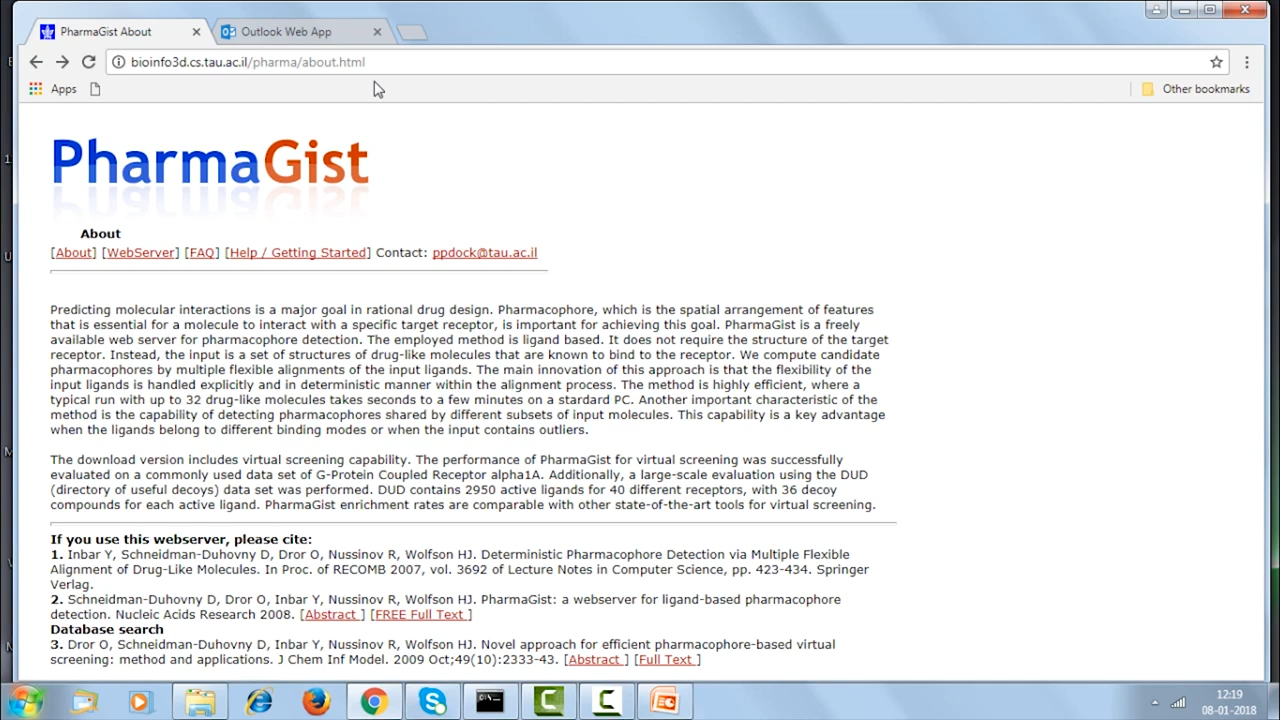 PharmaGist About
Outlook Web App
bioinfo3d.cs.tau.ac.il/pharma/about.html
Apps
Other bookmarks
PharmaGist
About
[About] [WebServer] [FAQ] [Help / Getting Started] Contact: ppdock@tau.ac.il
Predicting molecular interactions is a major goal in rational drug design. Pharmacophore, which is the spatial arrangement of features
that is essential for a molecule to interact with a specific target receptor, is important for achieving this goal. PharmaGist is a freely
available web server for pharmacophore detection. The employed method is ligand based. It does not require the structure of the target
receptor. Instead, the input is a set of structures of drug-like molecules that are known to bind to the receptor. We compute candidate
pharmacophores by multiple flexible alignments of the input ligands. The main innovation of this approach is that the flexibility of the
input ligands is handled explicitly and in deterministic manner within the alignment process. The method is highly efficient, where a
typical run with up to 32 drug-like molecules takes seconds to a few minutes on a stardard PC. Another important characteristic of the
method is the capability of detecting pharmacophores shared by different subsets of input molecules. This capability is a key advantage
when the ligands belong to different binding modes or when the input contains outliers.
The download version includes virtual screening capability. The performance of PharmaGist for virtual screening was successfully
evaluated on a commonly used data set of G-Protein Coupled Receptor alpha1A. Additionally, a large-scale evaluation using the DUD
(directory of useful decoys) data set was performed. DUD contains 2950 active ligands for 40 different receptors, with 36 decoy
compounds for each active ligand. PharmaGist enrichment rates are comparable with other state-of-the-art tools for virtual screening.
If you use this webserver, please cite:
1. Inbar Y, Schneidman-Duhovny D, Dror O, Nussinov R, Wolfson HJ. Deterministic Pharmacophore Detection via Multiple Flexible
Alignment of Drug-Like Molecules. In Proc. of RECOMB 2007, vol. 3692 of Lecture Notes in Computer Science, pp. 423-434. Springer
Verlag.
2. Schneidman-Duhovny D, Dror O, Inbar Y, Nussinov R, Wolfson HJ. PharmaGist: a webserver for ligand-based pharmacophore
detection. Nucleic Acids Research 2008. [Abstract ] [FREE Full Text ]
Database search
3. Dror O, Schneidman-Duhovny D, Inbar Y, Nussinov R, Wolfson HJ. Novel approach for efficient pharmacophore-based virtual
screening: method and applications. J Chem Inf Model. 2009 Oct;49(10):2333-43. [Abstract ] [Full Text ]
12:19
08-01-2018